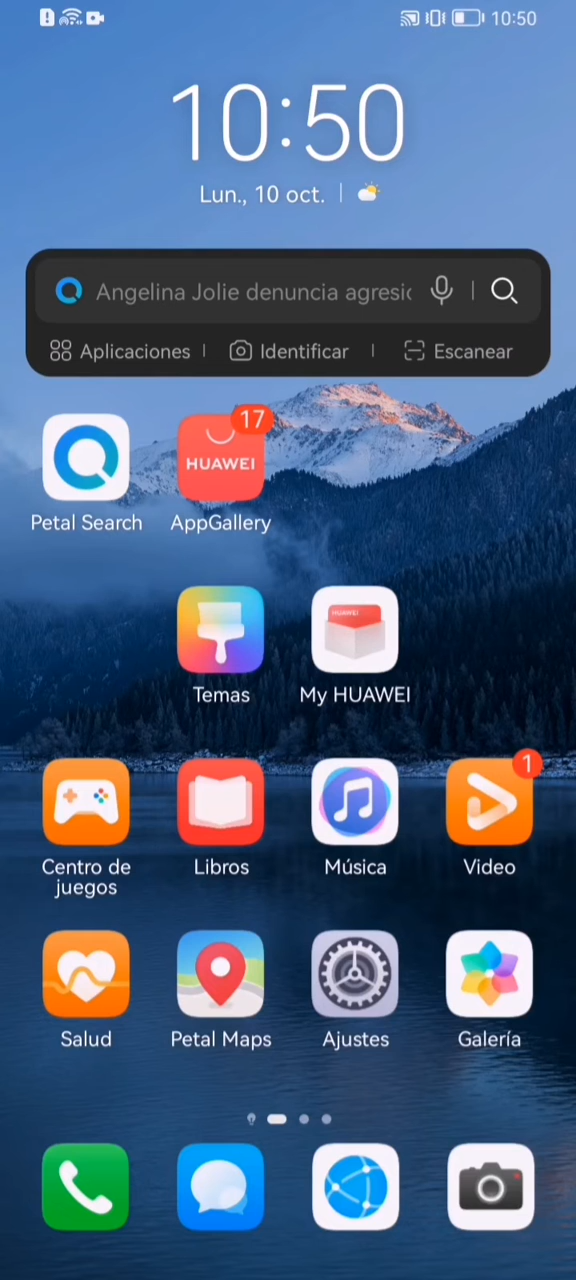 10:50
10:50
Lun., 10 oct.
Angelina Jolie denuncia agresic
Aplicaciones
Identificar
Escanear
17
HUAWEI
Petal Search
AppGallery
HUAWEI
Temas
My HUAWEI
1
Centro de
juegos
Libros
Música
Video
Salud
Petal Maps
Ajustes
Galería